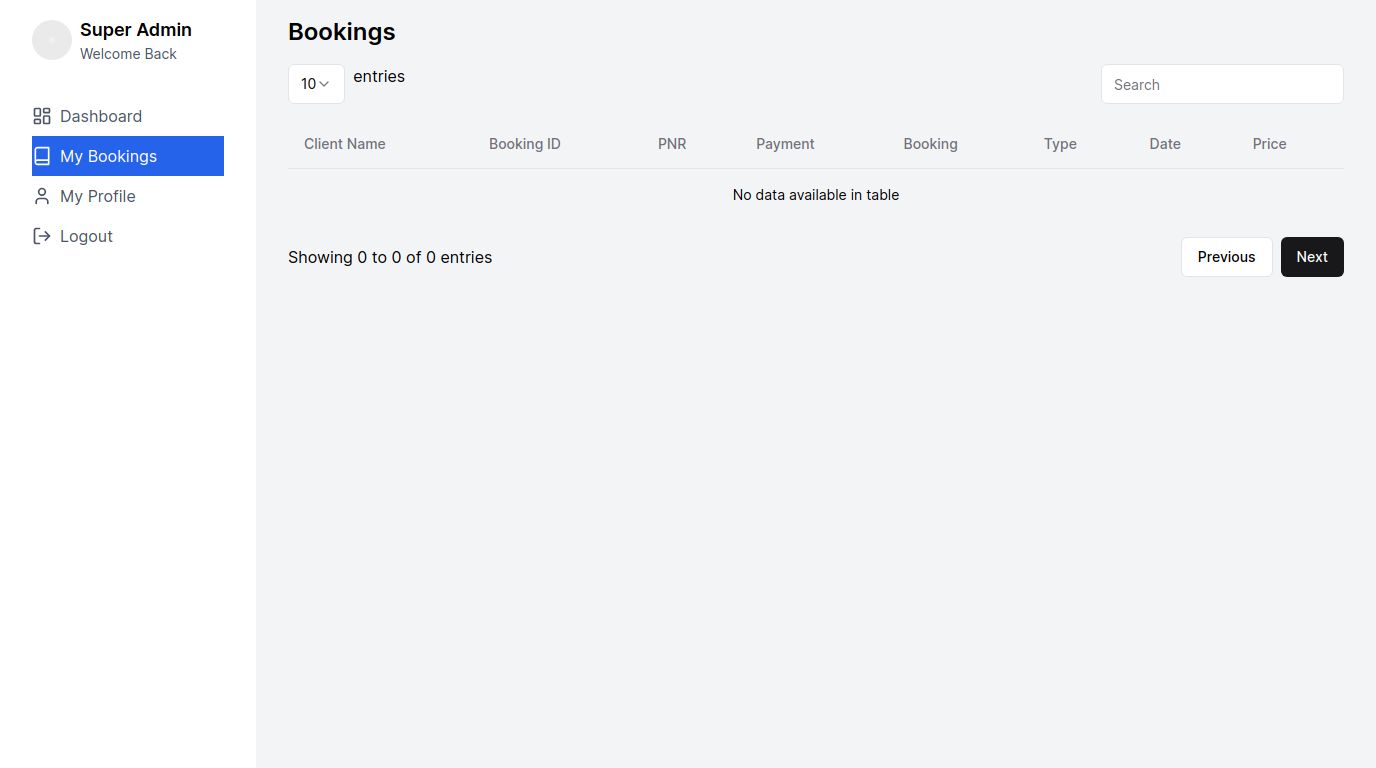 Super Admin
Welcome Back
Dashboard
My Bookings
My Profile
Logout
Bookings
10 entries
Search
Client Name Booking ID PNR Payment Booking Type Date Price
No data available in table
Showing 0 to 0 of 0 entries
Previous Next